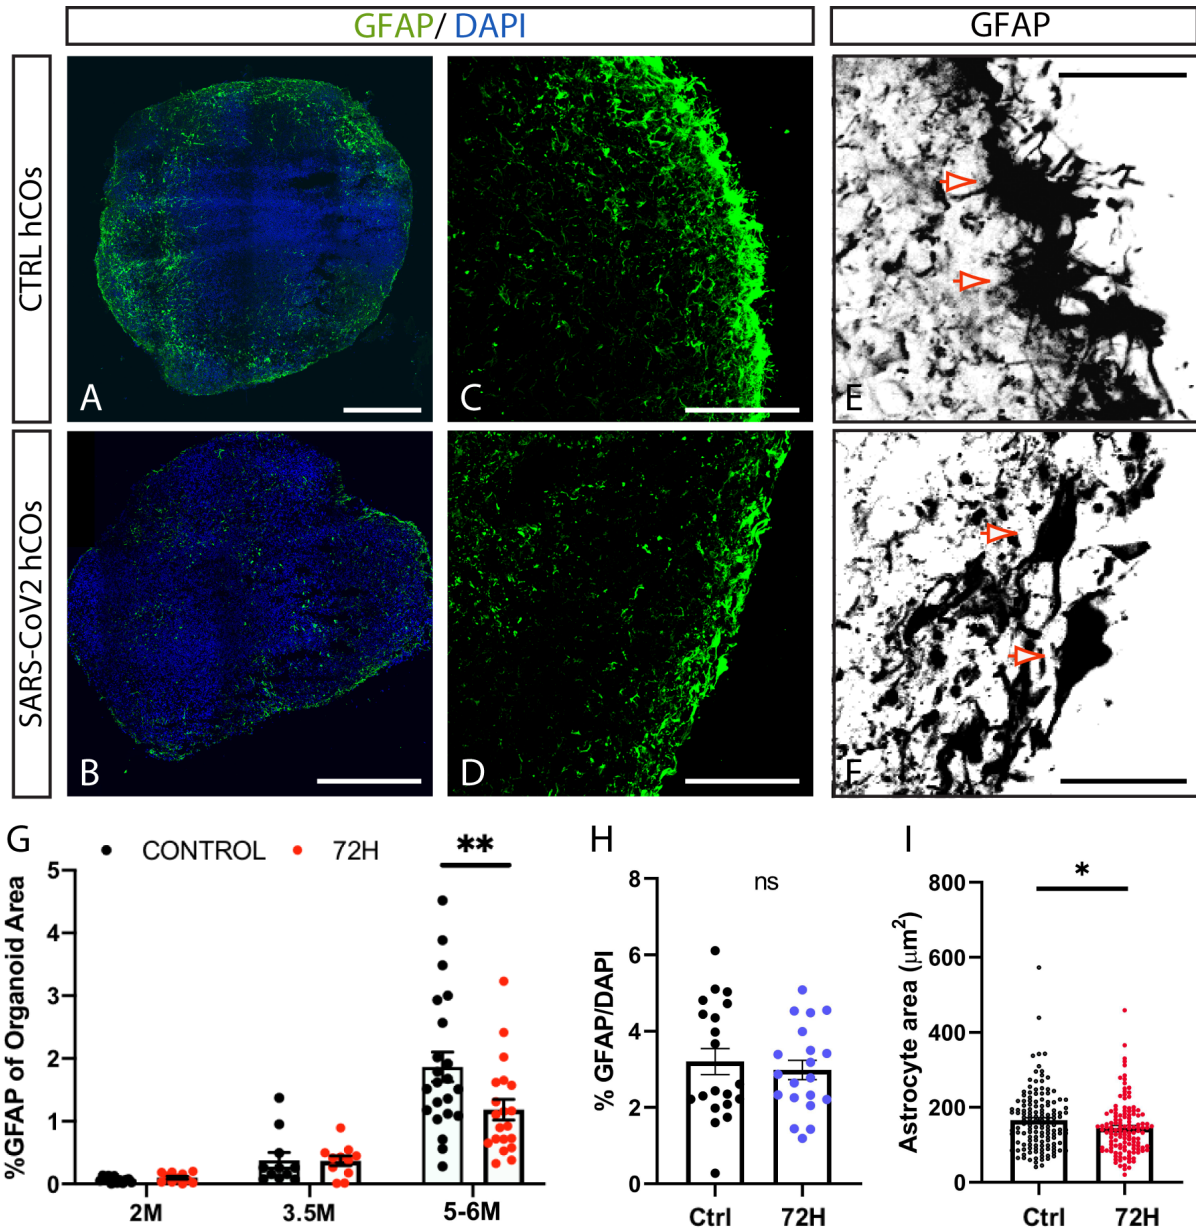 GFAP/ DAPI
GFAP
CTRL hCOs
A
C
E
SARS-CoV2 hCOs
B
D
F
G
CONTROL
72H
**
%GFAP of Organoid Area
5
4
3
2
1
0
2M
3.5M
5-6M
H
ns
% GFAP/DAPI
8
6
4
2
0
Ctrl
72H
I
*
Astrocyte area (μm²)
800
600
400
200
0
Ctrl
72H